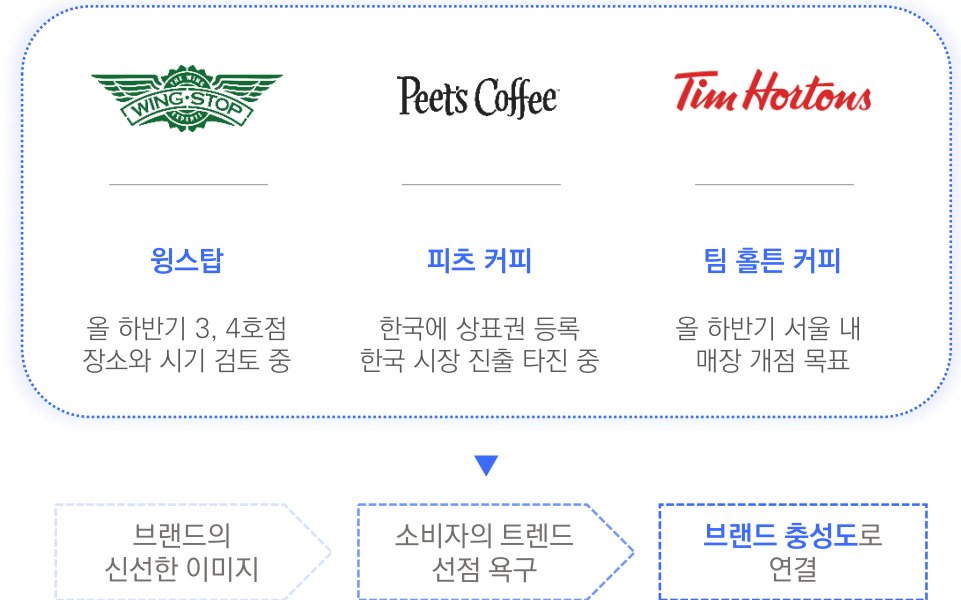 THE WING
WING·STOP
EXPERTS
Peet's Coffee
Tim Hortons
윙스탑
피츠 커피
팀 홀튼 커피
올 하반기 3, 4호점
장소와 시기 검토 중
한국에 상표권 등록
한국 시장 진출 타진 중
올 하반기 서울 내
매장 개점 목표
브랜드의
신선한 이미지
소비자의 트렌드
선점 욕구
브랜드 충성도로
연결